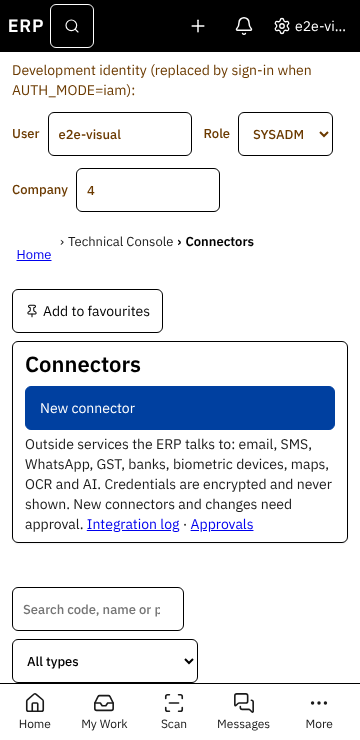 ERP
e2e-vi...
Development identity (replaced by sign-in when
AUTH_MODE=iam):
User
e2e-visual
Role
SYSADM
Company
4
Home › Technical Console › Connectors
Add to favourites
Connectors
New connector
Outside services the ERP talks to: email, SMS,
WhatsApp, GST, banks, biometric devices, maps,
OCR and AI. Credentials are encrypted and never
shown. New connectors and changes need
approval. Integration log · Approvals
Search code, name or p
All types
Home
My Work
Scan
Messages
More